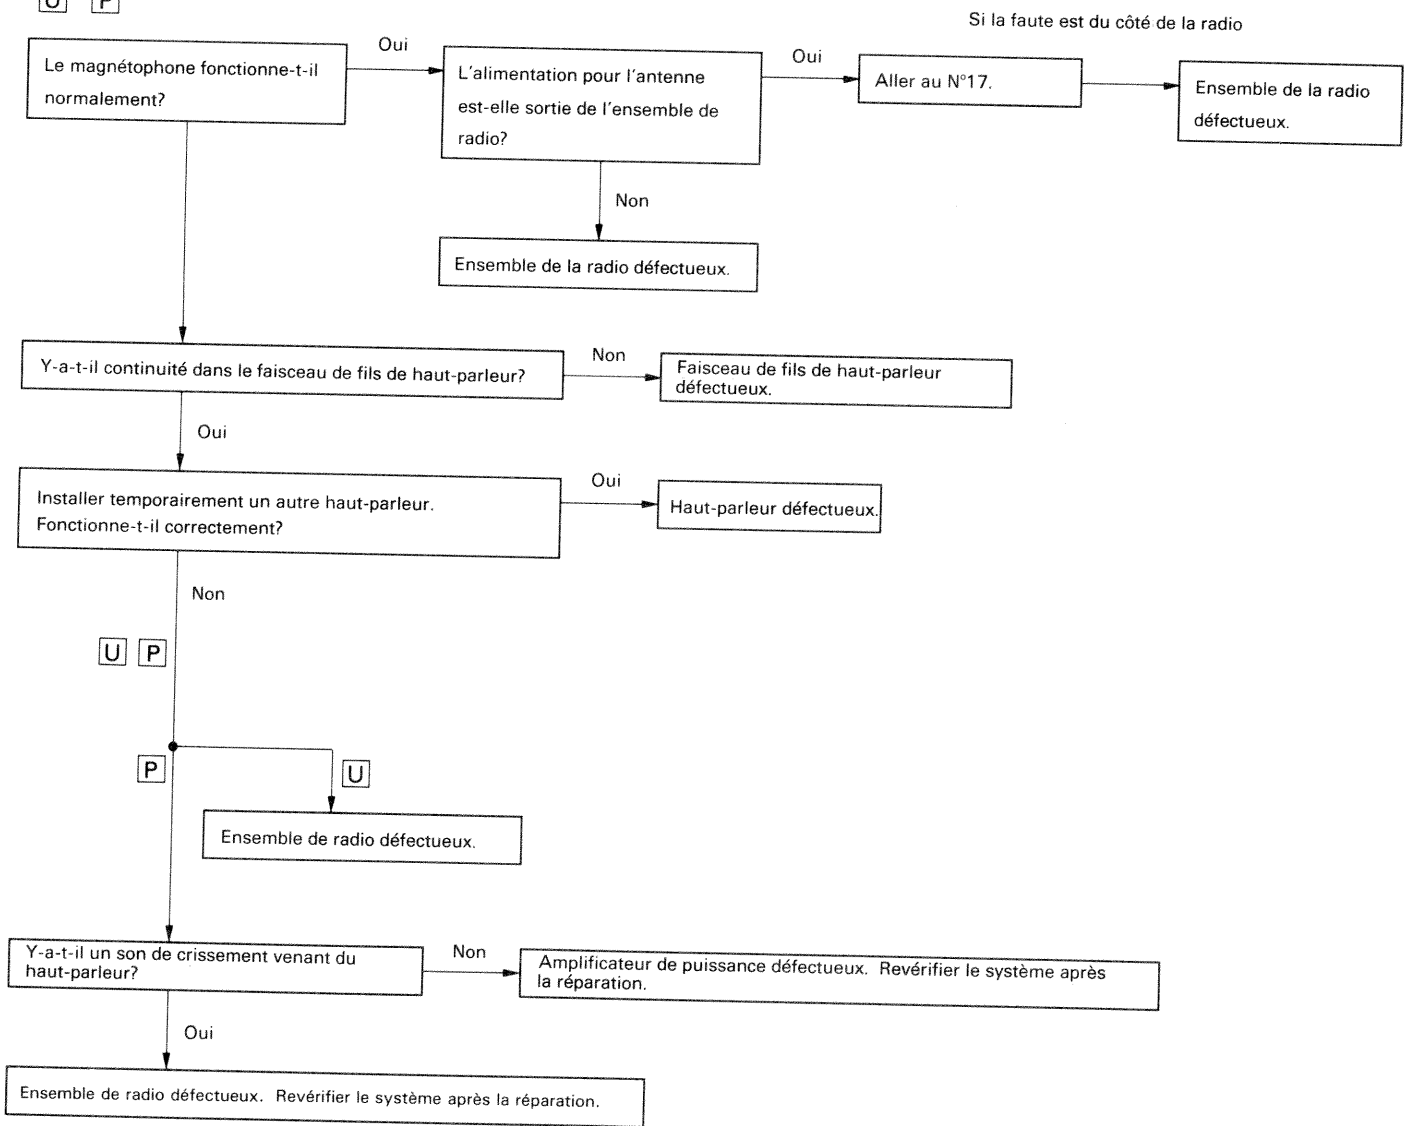 U P
Si la faute est du côté de la radio
Le magnétophone fonctionne-t-il
normalement?
Oui
L'alimentation pour l'antenne
est-elle sortie de l'ensemble de
radio?
Oui
Aller au N°17.
Ensemble de la radio
défectueux.
Non
Ensemble de la radio défectueux.
Y-a-t-il continuité dans le faisceau de fils de haut-parleur?
Non
Faisceau de fils de haut-parleur
défectueux.
Oui
Installer temporairement un autre haut-parleur.
Fonctionne-t-il correctement?
Oui
Haut-parleur défectueux.
Non
U P
P
U
Ensemble de radio défectueux.
Y-a-t-il un son de crissement venant du
haut-parleur?
Non
Amplificateur de puissance défectueux. Revérifier le système après
la réparation.
Oui
Ensemble de radio défectueux. Revérifier le système après la réparation.